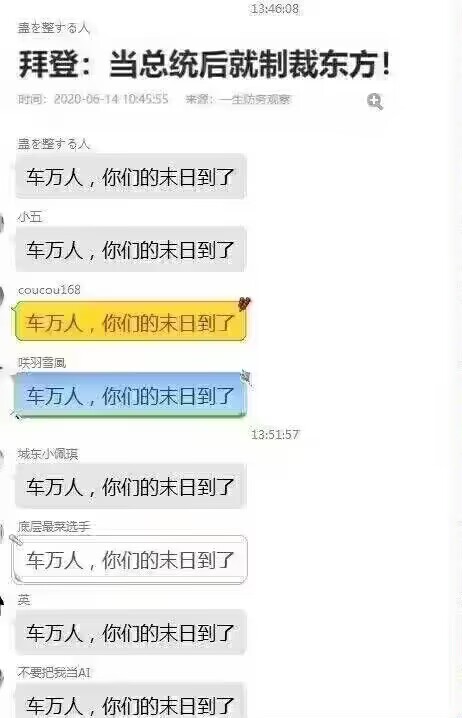 13:46:08
蛊を整する人
拜登：当总统后就制裁东方！
时间：2020-06-14 10:45:55 来源：一生防务观察
蛊を整する人
车万人，你们的末日到了
小五
车万人，你们的末日到了
coucou168
车万人，你们的末日到了
咲羽雪風
车万人，你们的末日到了
13:51:57
城东小佩琪
车万人，你们的末日到了
底层最菜选手
车万人，你们的末日到了
英
车万人，你们的末日到了
不要把我当AI
车万人，你们的末日到了